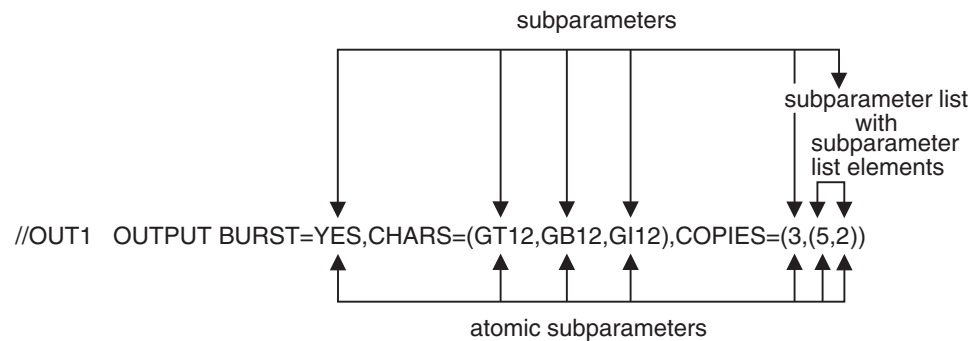 subparameters
subparameter list
with
subparameter
list elements
//OUT1 OUTPUT BURST=YES,CHARS=(GT12,GB12,GI12),COPIES=(3,(5,2))
atomic subparameters